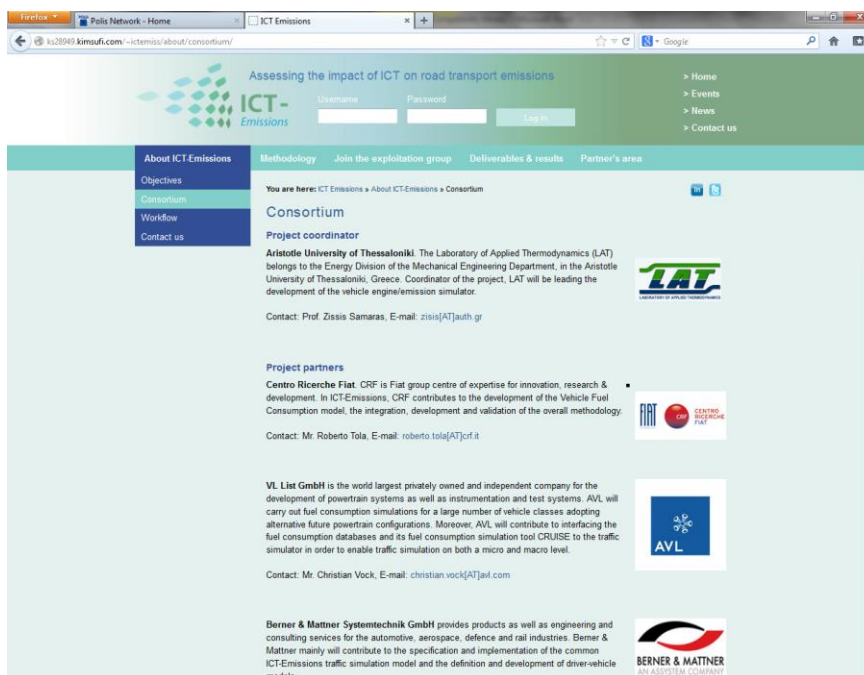 Firefox
Polis Network - Home
ICT Emissions
ks28949.kimsufi.com/~ictemiss/about/consortium/
Google
Assessing the impact of ICT on road transport emissions
ICT-
Emissions
Username
Password
Log in
> Home
> Events
> News
> Contact us
About ICT-Emissions
Methodology
Join the exploitation group
Deliverables & results
Partner's area
Objectives
Consortium
Workflow
Contact us
You are here: ICT Emissions » About ICT-Emissions » Consortium
in
Consortium
Project coordinator
Aristotle University of Thessaloniki. The Laboratory of Applied Thermodynamics (LAT)
belongs to the Energy Division of the Mechanical Engineering Department, in the Aristotle
University of Thessaloniki, Greece. Coordinator of the project, LAT will be leading the
development of the vehicle engine/emission simulator.
LAT
LABORATORY OF APPLIED THERMODYNAMICS
Contact: Prof. Zissis Samaras, E-mail: zisis[AT]auth.gr
Project partners
Centro Ricerche Fiat. CRF is Fiat group centre of expertise for innovation, research &
development. In ICT-Emissions, CRF contributes to the development of the Vehicle Fuel
Consumption model, the integration, development and validation of the overall methodology.
FIAT
CRF
CENTRO
RICERCHE
FIAT
Contact: Mr. Roberto Tola, E-mail: roberto.tola[AT]crf.it
VL List GmbH is the world largest privately owned and independent company for the
development of powertrain systems as well as instrumentation and test systems. AVL will
carry out fuel consumption simulations for a large number of vehicle classes adopting
alternative future powertrain configurations. Moreover, AVL will contribute to interfacing the
fuel consumption databases and its fuel consumption simulation tool CRUISE to the traffic
simulator in order to enable traffic simulation on both a micro and macro level.
AVL
Contact: Mr. Christian Vock, E-mail: christian.vock[AT]avl.com
Berner & Mattner Systemtechnik GmbH provides products as well as engineering and
consulting services for the automotive, aerospace, defence and rail industries. Berner &
Mattner mainly will contribute to the specification and implementation of the common
ICT-Emissions traffic simulation model and the definition and development of driver-vehicle
BERNER & MATTNER
AN ASSYSTEM COMPANY